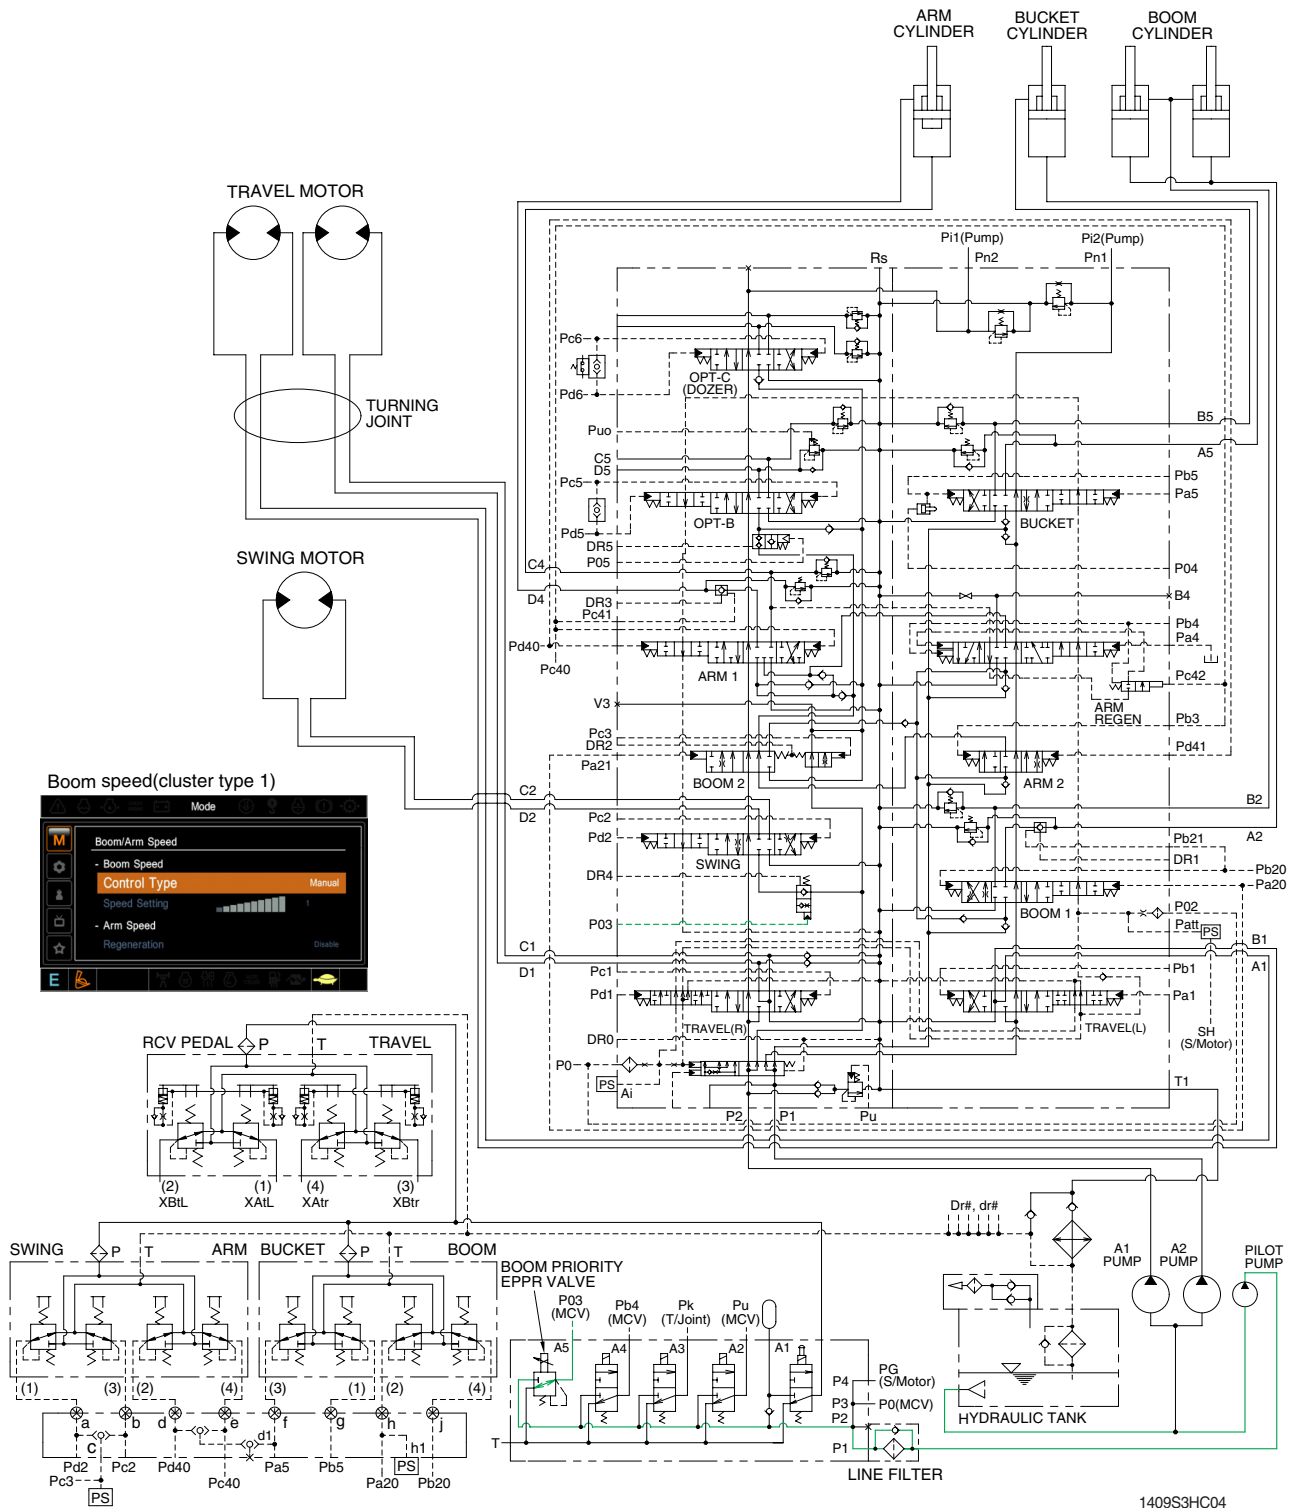 ARM
CYLINDER
BUCKET
CYLINDER
BOOM
CYLINDER
TRAVEL MOTOR
TURNING
JOINT
SWING MOTOR
Pi1(Pump)
Pi2(Pump)
Rs
Pn2
Pn1
Pc6
OPT-C
(DOZER)
Pd6
Puo
B5
C5
A5
D5
Pc5
Pb5
Pa5
OPT-B
BUCKET
Pd5
DR5
P05
C4
P04
D4
B4
DR3
Pc41
Pb4
Pa4
Pd40
Pc40
ARM 1
Pc42
ARM
REGEN
V3
Pb3
Pc3
DR2
Pa21
Pd41
BOOM 2
ARM 2
C2
B2
D2
Pc2
Pb21
A2
Pd2
DR1
SWING
DR4
Pb20
Pa20
BOOM 1
P02
P03
Patt
PS
C1
B1
D1
Pc1
Pb1
A1
Pd1
Pa1
TRAVEL(R)
TRAVEL(L)
SH
(S/Motor)
DR0
P0
PS
Ai
T1
P2
P1
Pu
Boom speed(cluster type 1)
Mode
M
Boom/Arm Speed
- Boom Speed
Control Type
Manual
Speed Setting
1
- Arm Speed
Regeneration
Disable
E
RCV PEDAL
P
T
TRAVEL
(2)
(1)
(4)
(3)
XBtL
XAtL
XAtr
XBtr
SWING
P
T
ARM
BUCKET
P
T
BOOM
(1)
(3)
(2)
(4)
(3)
(1)
(2)
(4)
a
b
d
e
f
g
h
j
c
d1
h1
Pd2
Pc2
Pd40
Pa5
Pb5
PS
Pc3
Pc40
Pa20
Pb20
PS
BOOM PRIORITY
EPPR VALVE
P03
(MCV)
Pb4
(MCV)
Pk
(T/Joint)
Pu
(MCV)
A5
A4
A3
A2
A1
P4
PG
(S/Motor)
P3
P0(MCV)
P2
T
P1
LINE FILTER
Dr#, dr#
A1
PUMP
A2
PUMP
PILOT
PUMP
HYDRAULIC TANK
1409S3HC04